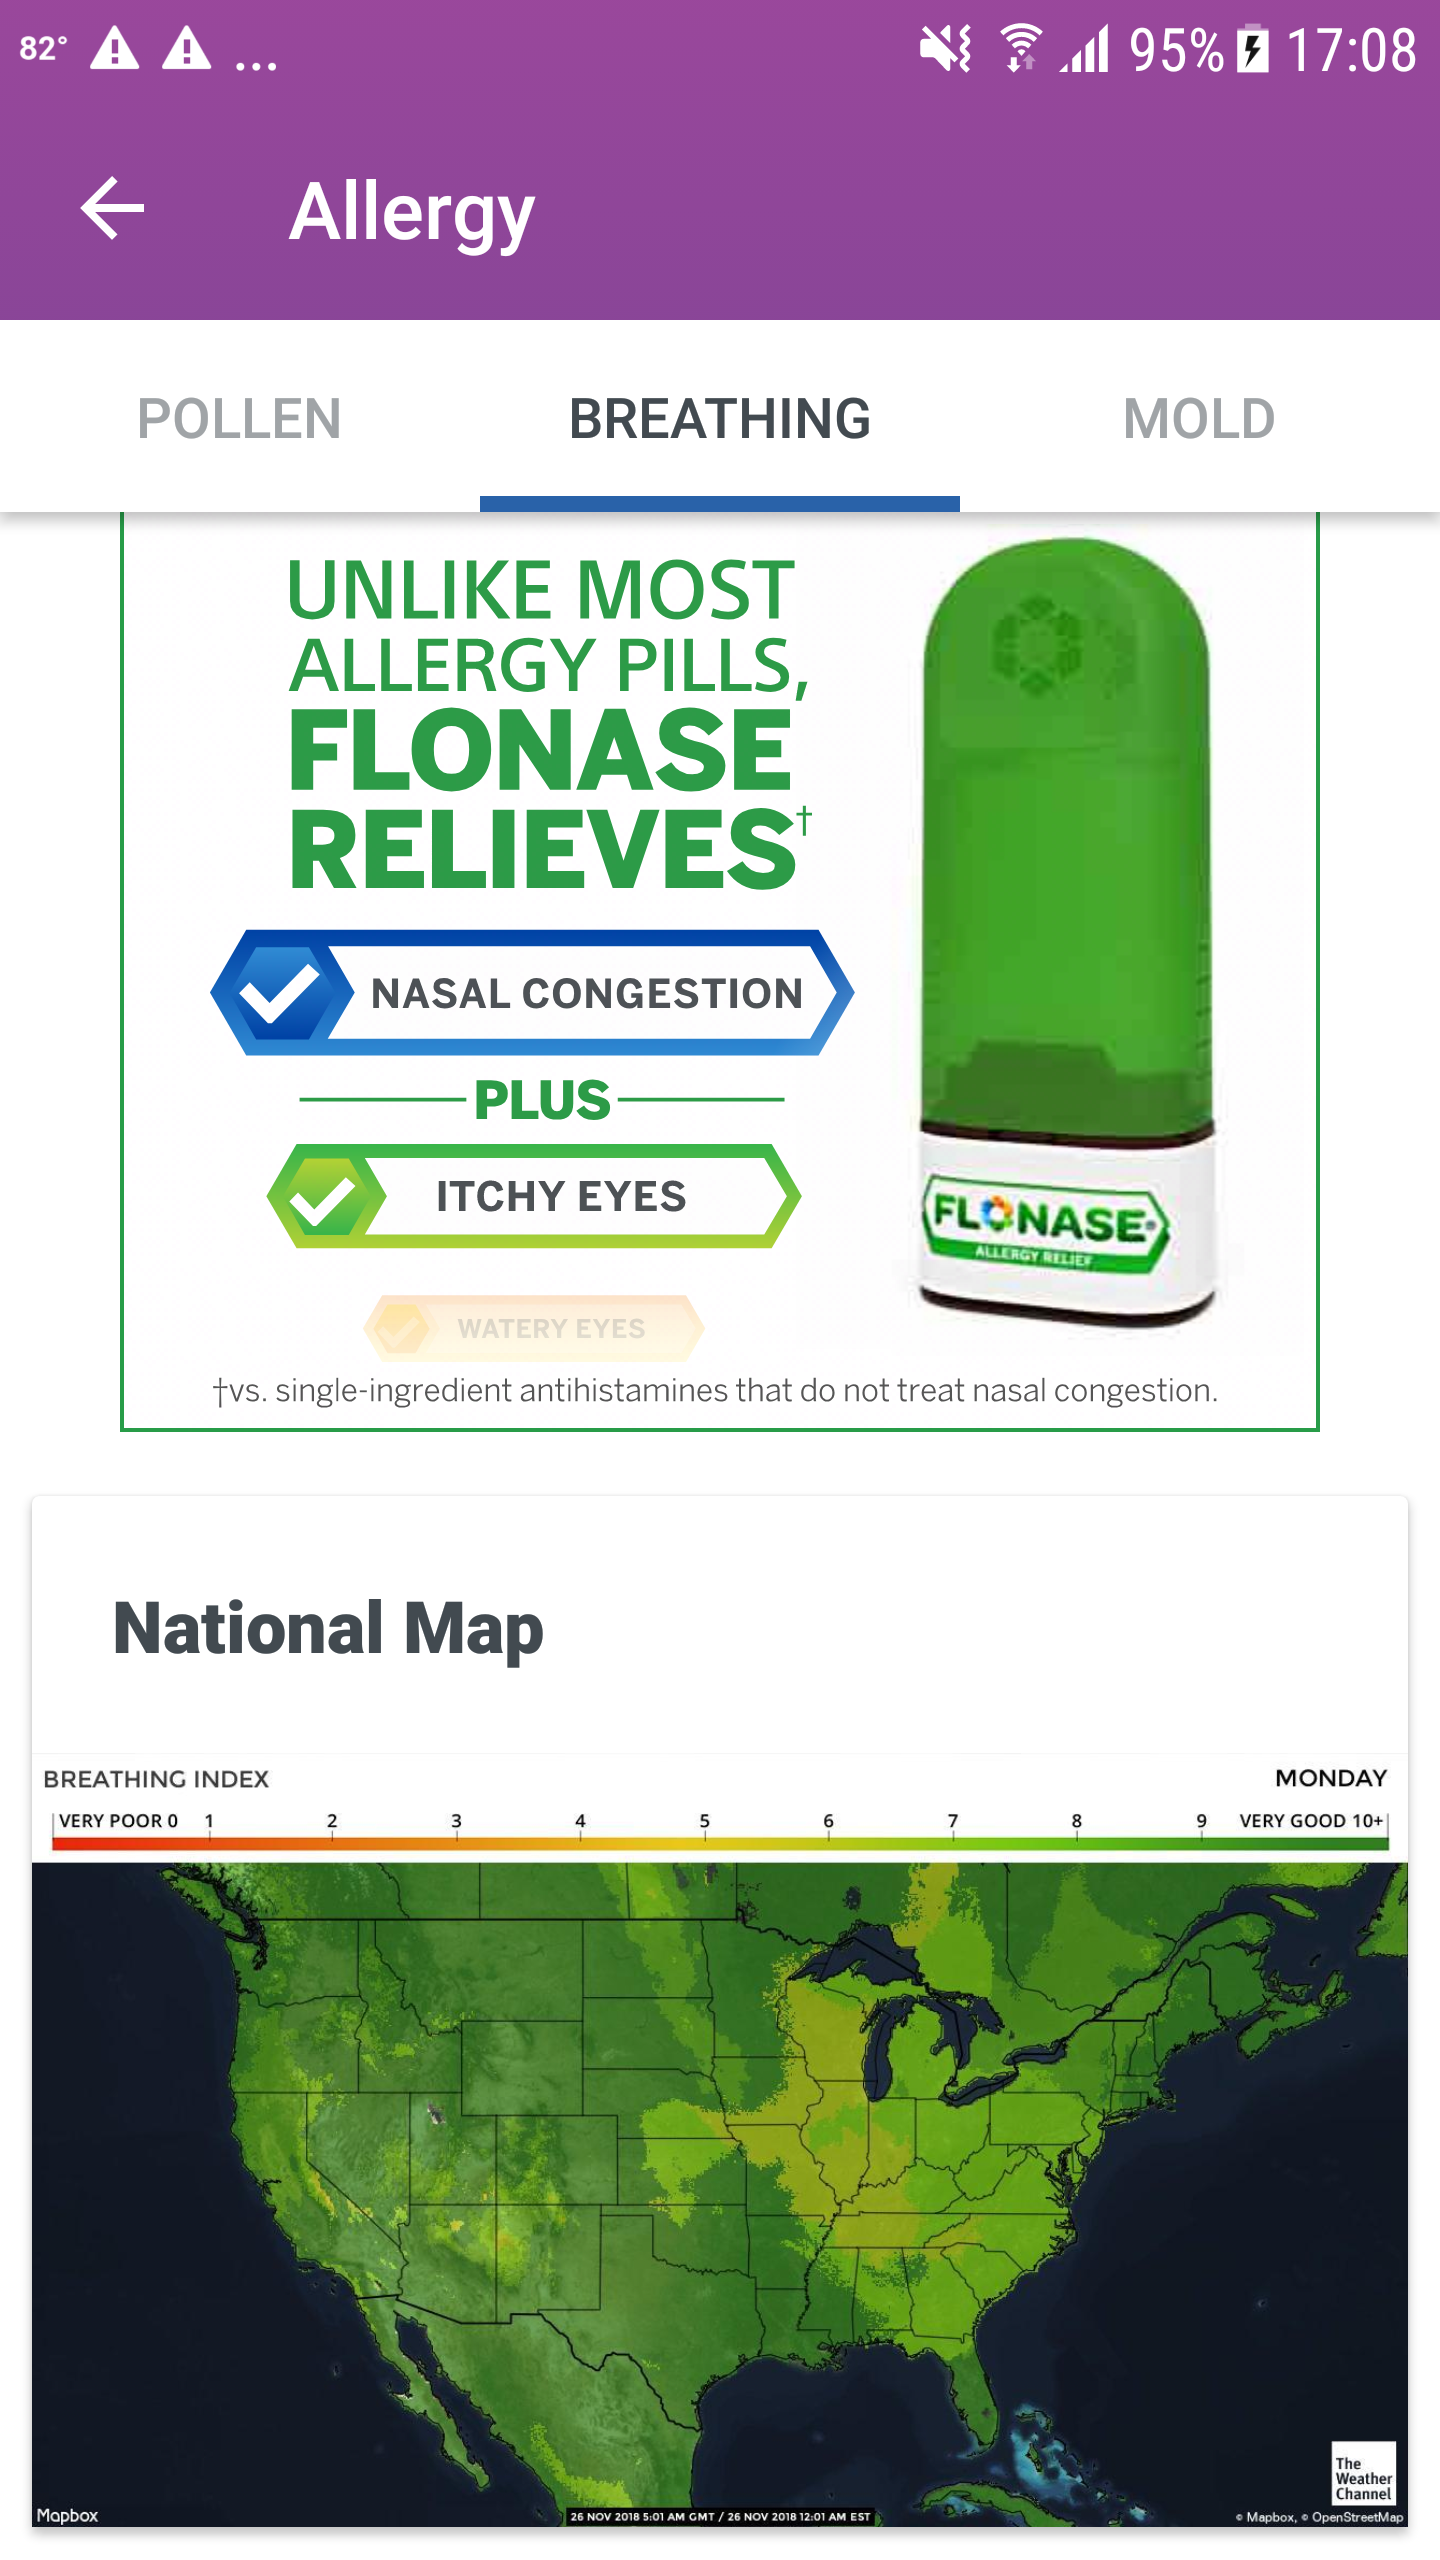 82° ... 95% 17:08
Allergy
POLLEN BREATHING MOLD
UNLIKE MOST
ALLERGY PILLS,
FLONASE
RELIEVES†
NASAL CONGESTION
PLUS
ITCHY EYES
WATERY EYES
FLONASE
ALLERGY RELIEF
†vs. single-ingredient antihistamines that do not treat nasal congestion.
National Map
BREATHING INDEX MONDAY
VERY POOR 0 1 2 3 4 5 6 7 8 9 VERY GOOD 10+
The
Weather
Channel
Mapbox 26 NOV 2018 5:01 AM GMT / 26 NOV 2018 12:01 AM EST © Mapbox, © OpenStreetMap